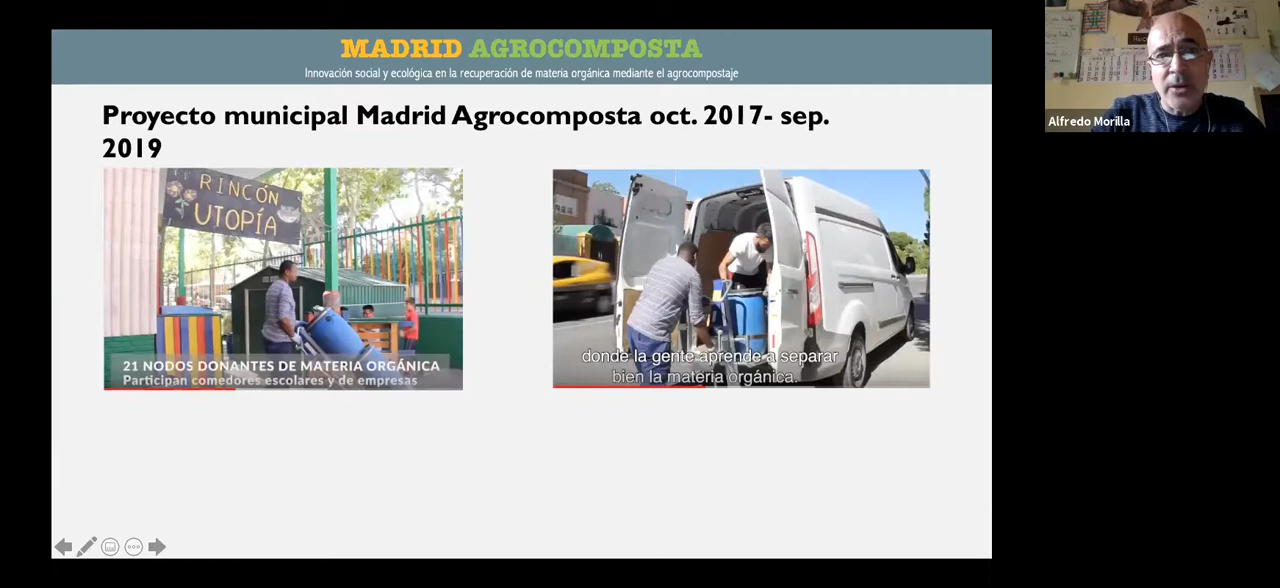 MADRID AGROCOMPOSTA
Innovación social y ecológica en la recuperación de materia orgánica mediante el agrocompostaje
Proyecto municipal Madrid Agrocomposta oct. 2017- sep.
2019
RINCÓN
UTOPÍA
21 NODOS DONANTES DE MATERIA ORGÁNICA
Participan comedores escolares y de empresas
donde la gente aprende a separar
bien la materia orgánica.
Alfredo Morilla